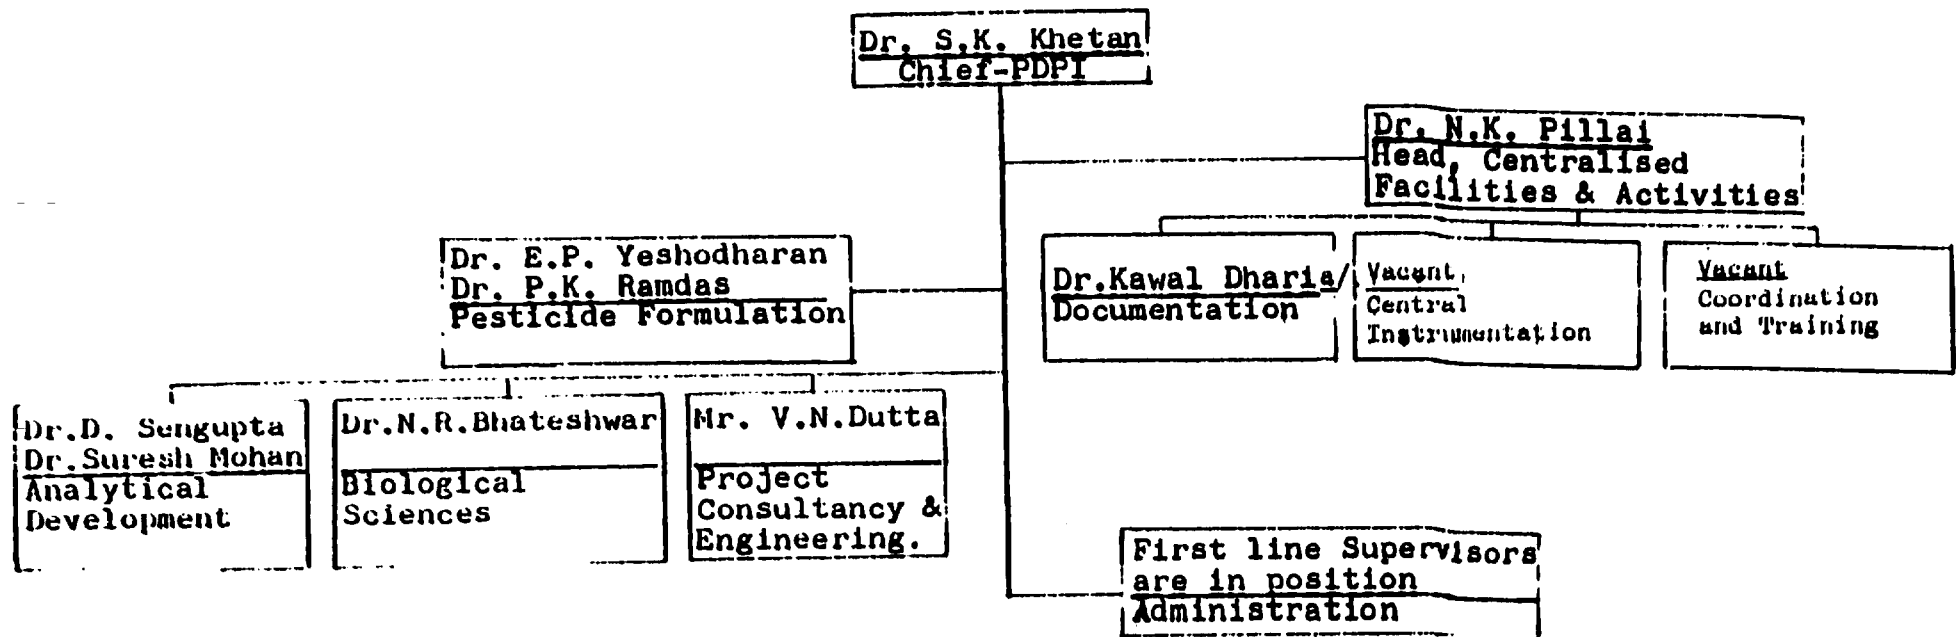 Dr. S.K. Khetan
Chief-PDPI
Dr. N.K. Pillai
Head, Centralised
Facilities & Activities
Dr. E.P. Yeshodharan
Dr. P.K. Ramdas
Pesticide Formulation
Dr.Kawal Dharia/
Documentation
Vacant
Central
Instrumentation
Vacant
Coordination
and Training
Dr.D. Sengupta
Dr.Suresh Mohan
Analytical
Development
Dr.N.R.Bhateshwar
Biological
Sciences
Mr. V.N.Dutta
Project
Consultancy &
Engineering.
First line Supervisors
are in position
Administration